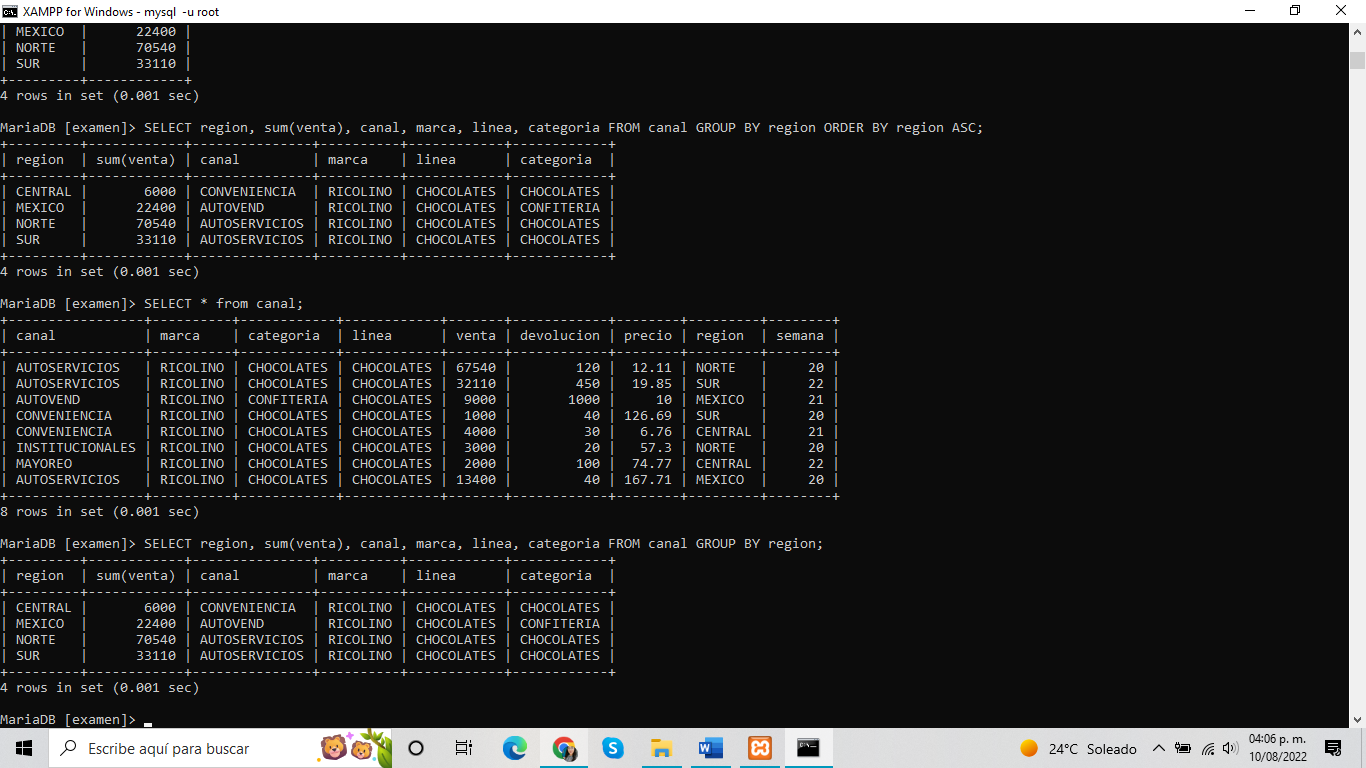 XAMPP for Windows - mysql  -u root
| MEXICO  |      22400 |
| NORTE   |      70540 |
| SUR     |      33110 |
+---------+------------+
4 rows in set (0.001 sec)
MariaDB [examen]> SELECT region, sum(venta), canal, marca, linea, categoria FROM canal GROUP BY region ORDER BY region ASC;
+---------+------------+---------------+----------+------------+------------+
| region  | sum(venta) | canal         | marca    | linea      | categoria  |
+---------+------------+---------------+----------+------------+------------+
| CENTRAL |       6000 | CONVENIENCIA  | RICOLINO | CHOCOLATES | CHOCOLATES |
| MEXICO  |      22400 | AUTOVEND      | RICOLINO | CHOCOLATES | CONFITERIA |
| NORTE   |      70540 | AUTOSERVICIOS | RICOLINO | CHOCOLATES | CHOCOLATES |
| SUR     |      33110 | AUTOSERVICIOS | RICOLINO | CHOCOLATES | CHOCOLATES |
+---------+------------+---------------+----------+------------+------------+
4 rows in set (0.001 sec)
MariaDB [examen]> SELECT * from canal;
+-----------------+----------+------------+------------+-------+------------+--------+---------+--------+
| canal           | marca    | categoria  | linea      | venta | devolucion | precio | region  | semana |
+-----------------+----------+------------+------------+-------+------------+--------+---------+--------+
| AUTOSERVICIOS   | RICOLINO | CHOCOLATES | CHOCOLATES | 67540 |        120 |  12.11 | NORTE   |     20 |
| AUTOSERVICIOS   | RICOLINO | CHOCOLATES | CHOCOLATES | 32110 |        450 |  19.85 | SUR     |     22 |
| AUTOVEND        | RICOLINO | CONFITERIA | CHOCOLATES |  9000 |       1000 |     10 | MEXICO  |     21 |
| CONVENIENCIA    | RICOLINO | CHOCOLATES | CHOCOLATES |  1000 |         40 | 126.69 | SUR     |     20 |
| CONVENIENCIA    | RICOLINO | CHOCOLATES | CHOCOLATES |  4000 |         30 |   6.76 | CENTRAL |     21 |
| INSTITUCIONALES | RICOLINO | CHOCOLATES | CHOCOLATES |  3000 |         20 |   57.3 | NORTE   |     20 |
| MAYOREO         | RICOLINO | CHOCOLATES | CHOCOLATES |  2000 |        100 |  74.77 | CENTRAL |     22 |
| AUTOSERVICIOS   | RICOLINO | CHOCOLATES | CHOCOLATES | 13400 |         40 | 167.71 | MEXICO  |     20 |
+-----------------+----------+------------+------------+-------+------------+--------+---------+--------+
8 rows in set (0.001 sec)
MariaDB [examen]> SELECT region, sum(venta), canal, marca, linea, categoria FROM canal GROUP BY region;
+---------+------------+---------------+----------+------------+------------+
| region  | sum(venta) | canal         | marca    | linea      | categoria  |
+---------+------------+---------------+----------+------------+------------+
| CENTRAL |       6000 | CONVENIENCIA  | RICOLINO | CHOCOLATES | CHOCOLATES |
| MEXICO  |      22400 | AUTOVEND      | RICOLINO | CHOCOLATES | CONFITERIA |
| NORTE   |      70540 | AUTOSERVICIOS | RICOLINO | CHOCOLATES | CHOCOLATES |
| SUR     |      33110 | AUTOSERVICIOS | RICOLINO | CHOCOLATES | CHOCOLATES |
+---------+------------+---------------+----------+------------+------------+
4 rows in set (0.001 sec)
MariaDB [examen]> _
Escribe aquí para buscar
24°C Soleado
04:06 p. m.
10/08/2022